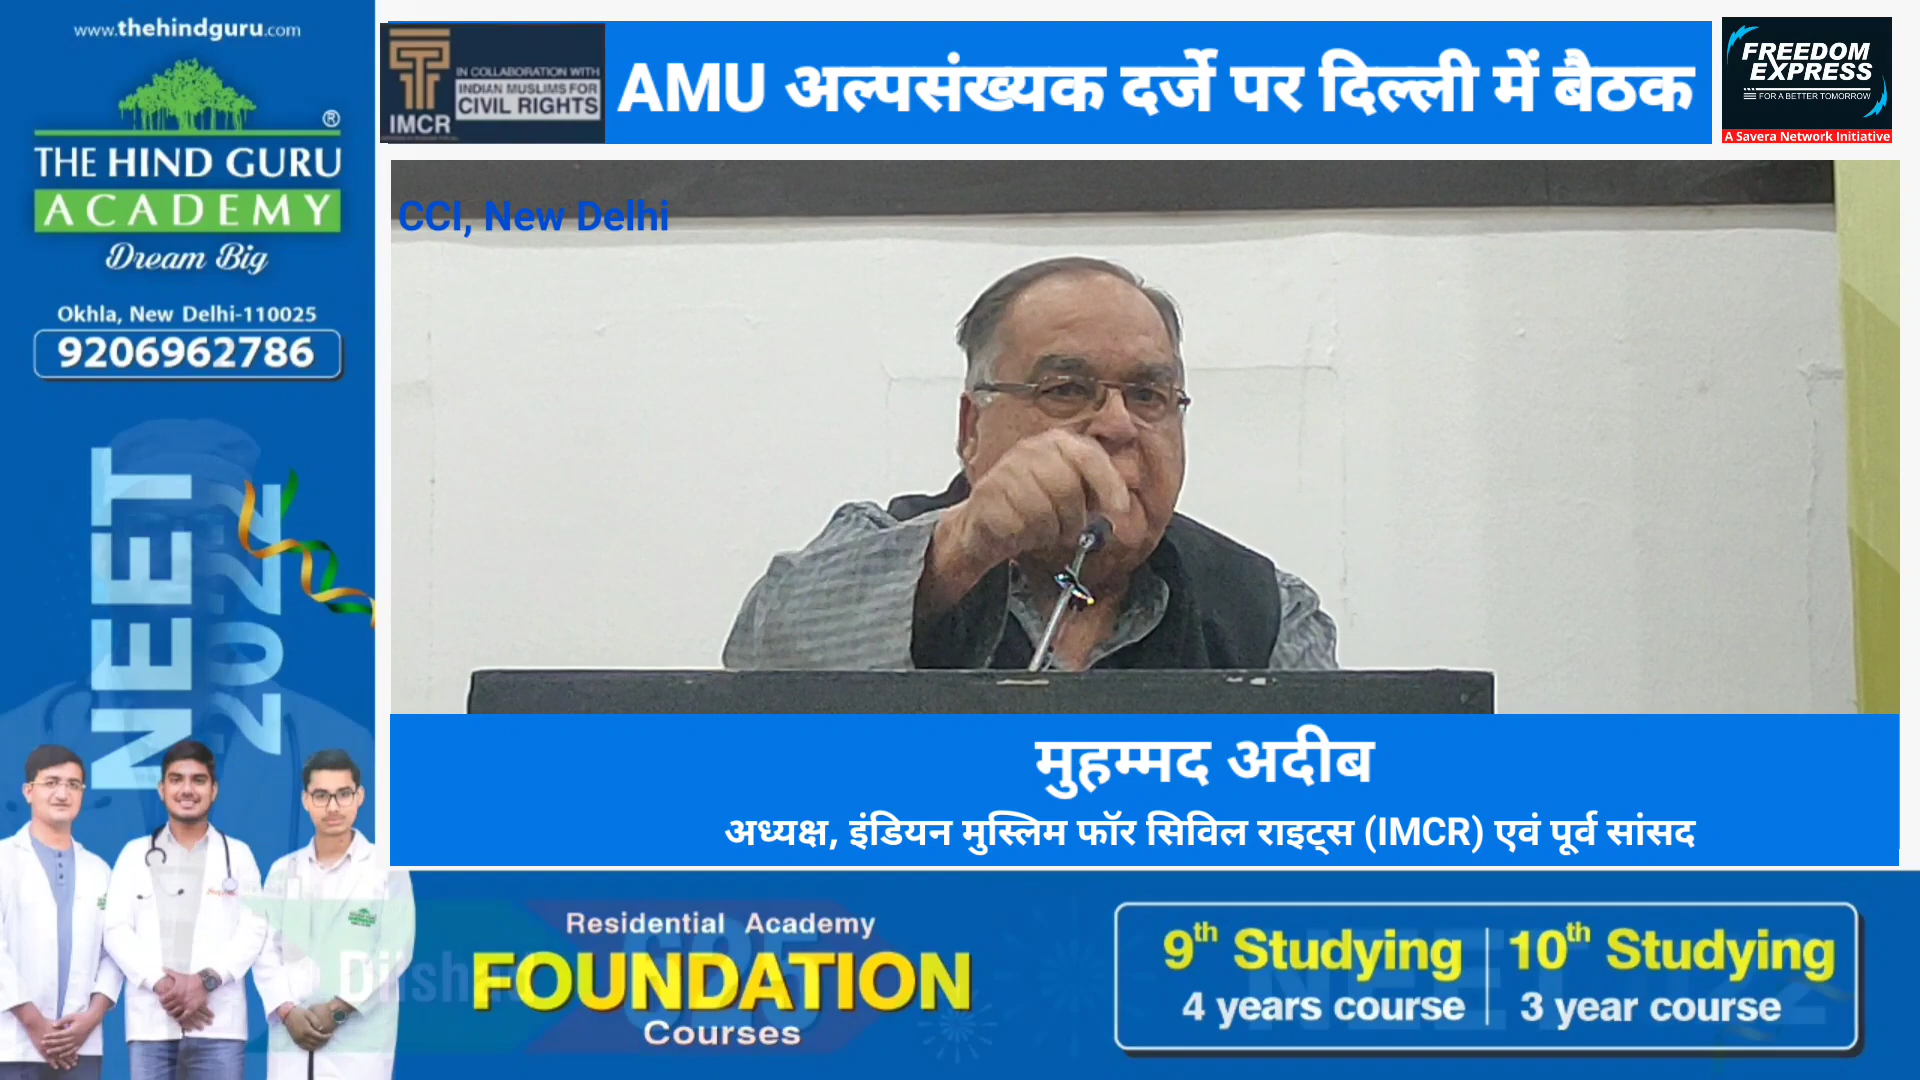 www.thehindguru.com
®
THE HIND GURU
ACADEMY
Dream Big
Okhla, New Delhi-110025
9206962786
NEET
2022
IMCR
IN COLLABORATION WITH
INDIAN MUSLIMS FOR
CIVIL RIGHTS
AMU अल्पसंख्यक दर्जे पर दिल्ली में बैठक
FREEDOM
EXPRESS
FOR A BETTER TOMORROW
A Savera Network Initiative
CCI, New Delhi
मुहम्मद अदीब
अध्यक्ष, इंडियन मुस्लिम फॉर सिविल राइट्स (IMCR) एवं पूर्व सांसद
Residential Academy
FOUNDATION
Courses
9th Studying
4 years course
10th Studying
3 year course